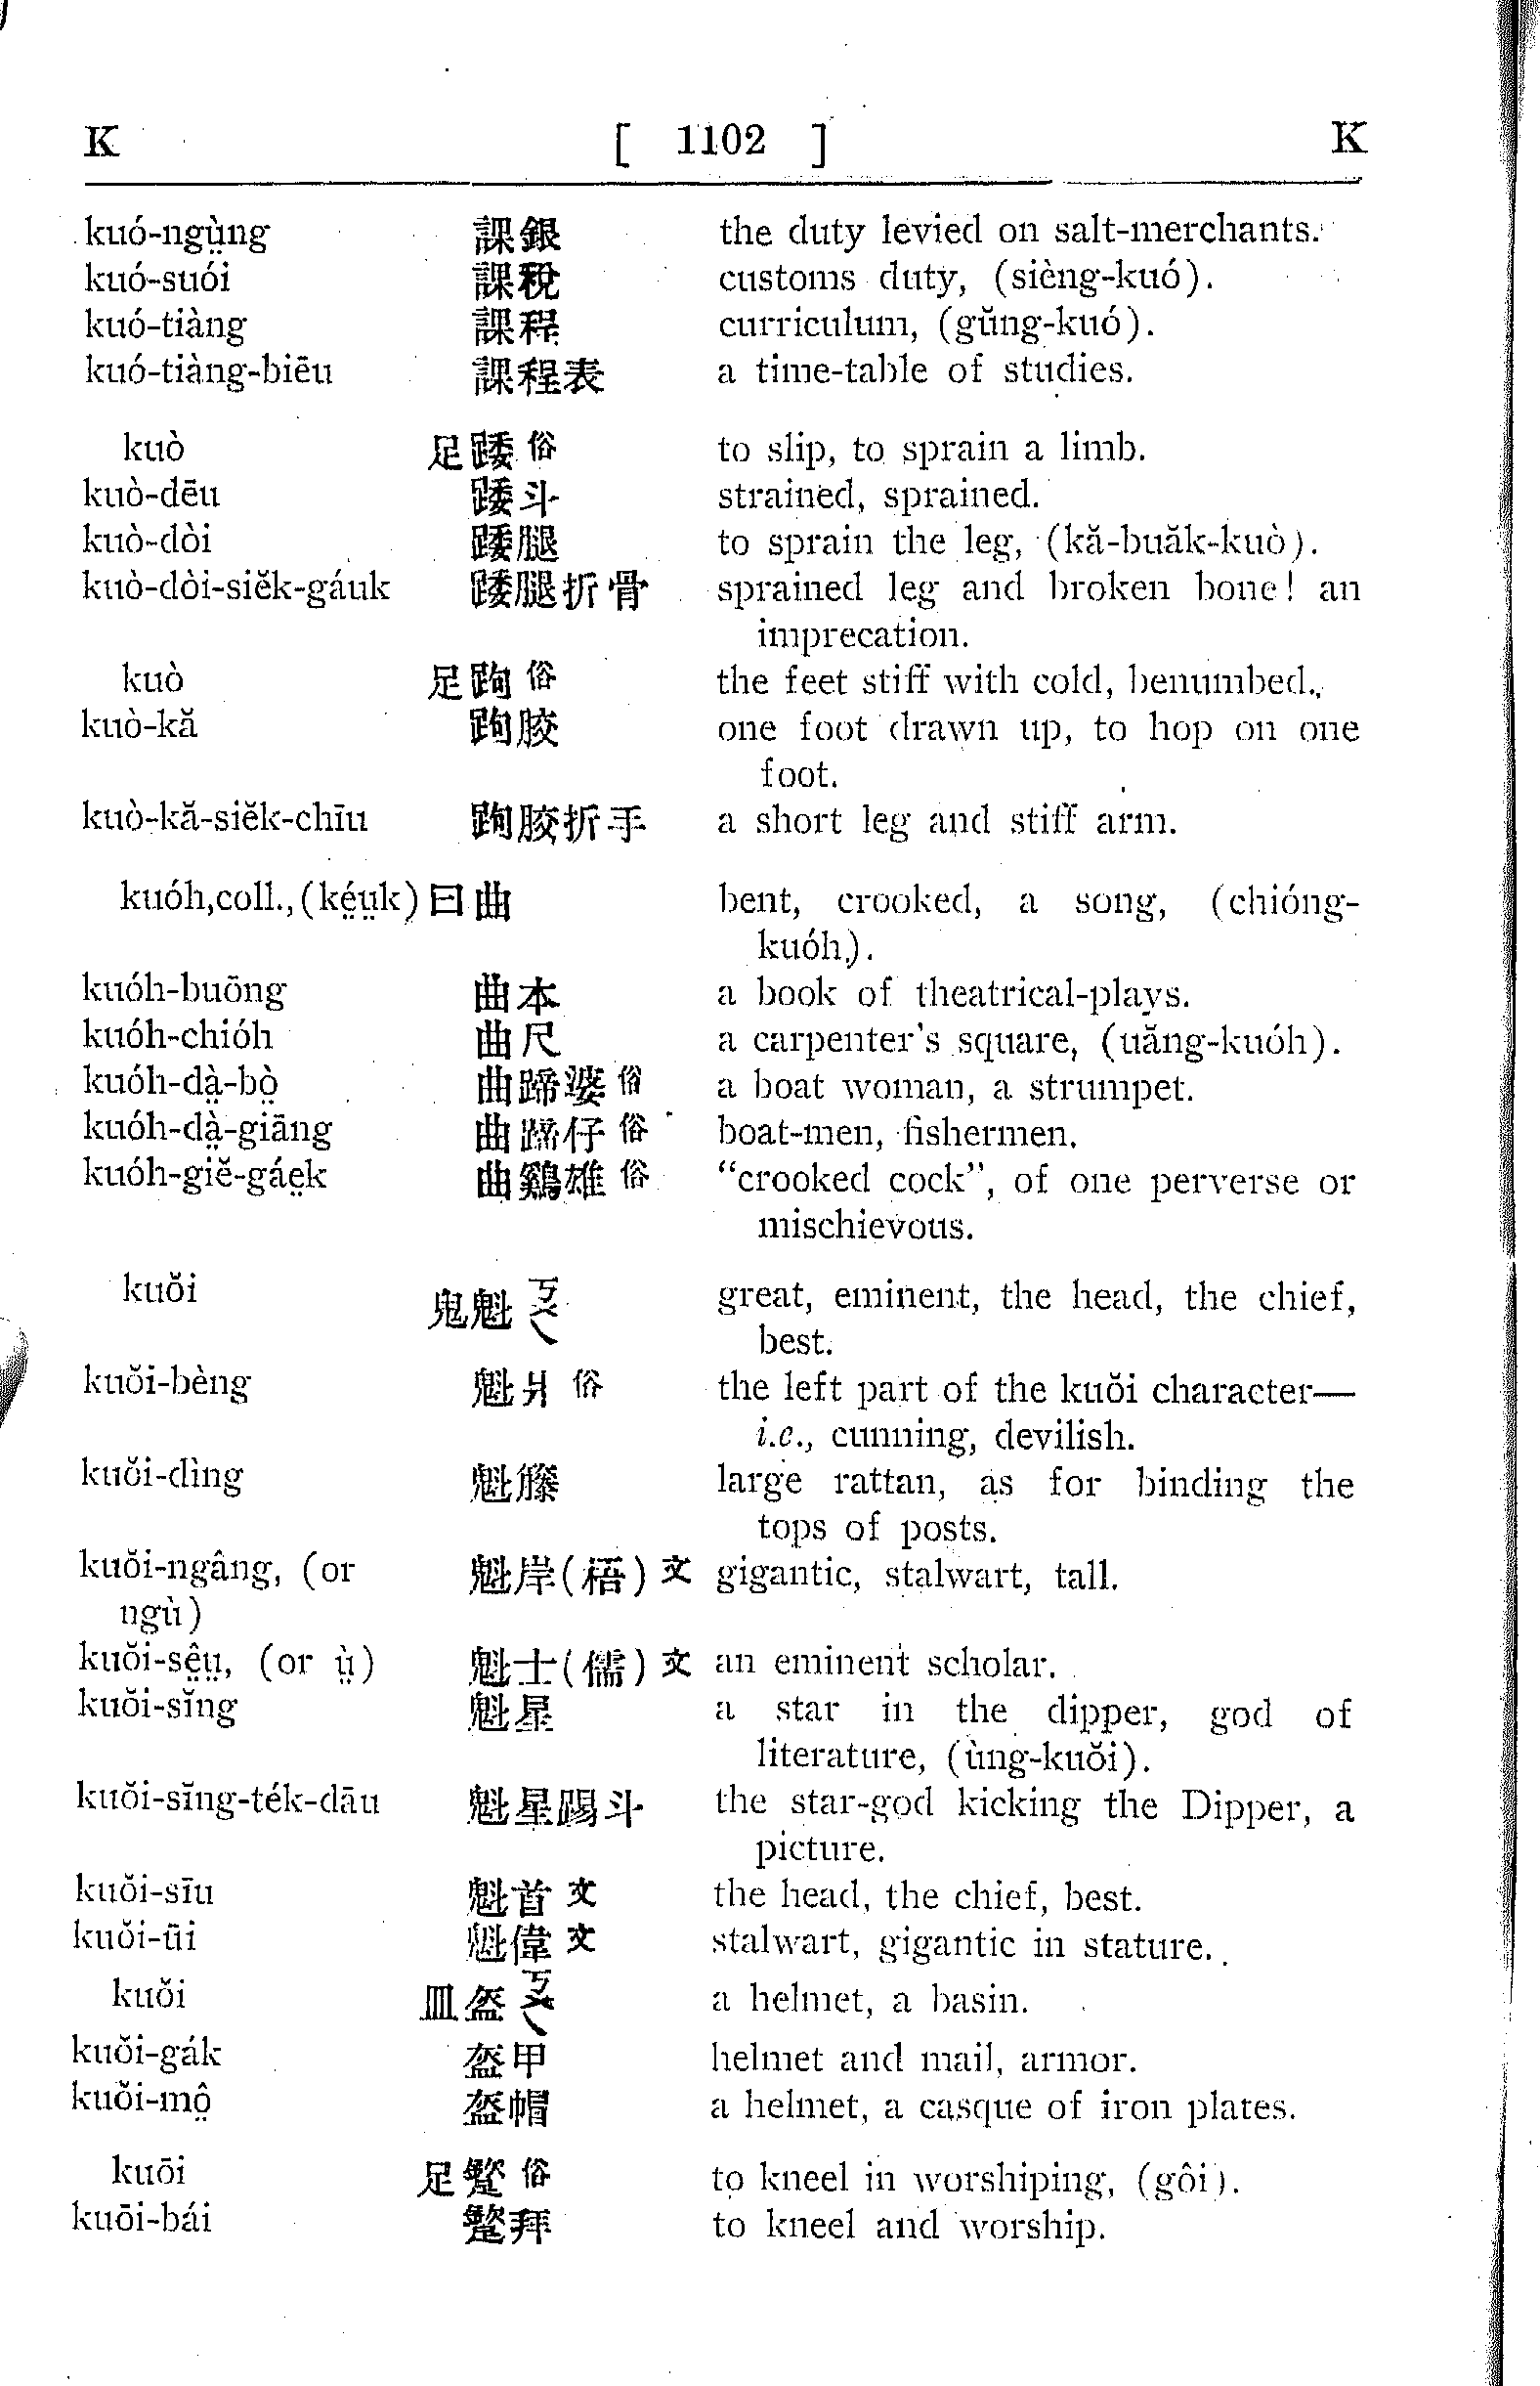 K [ 1102 ] K
kuó-ngṳ̀ng 課銀 the duty levied on salt-merchants.
kuó-suói 課稅 customs duty, (sièng-kuó).
kuó-tiàng 課程 curriculum, (gŭng-kuó).
kuó-tiàng-biēu 課程表 a time-table of studies.
kuò 足踒俗 to slip, to sprain a limb.
kuò-dēu 踒斗 strained, sprained.
kuò-dòi 踒腿 to sprain the leg, (kă-buăk-kuò).
kuò-dòi-siĕk-gáuk 踒腿折骨 sprained leg and broken bone! an
imprecation.
kuò 足跔俗 the feet stiff with cold, benumbed.
kuò-kă 跔骹 one foot drawn up, to hop on one
foot.
kuò-kă-siĕk-chīu 跔骹折手 a short leg and stiff arm.
kuóh, coll., (ké̤ṳk) 曰曲 bent, crooked, a song, (chióng-
kuóh).
kuóh-buōng 曲本 a book of theatrical-plays.
kuóh-chióh 曲尺 a carpenter's square, (uăng-kuóh).
kuóh-dà̤-bò̤ 曲蹄婆俗 a boat woman, a strumpet.
kuóh-dà̤-giāng 曲蹄仔俗 boat-men, fishermen.
kuóh-giĕ-gáe̤k 曲鷄雄俗 “crooked cock”, of one perverse or
mischievous.
kuŏi 鬼魁ㄎㄨㄟ great, eminent, the head, the chief,
best.
kuŏi-bèng 魁爿俗 the left part of the kuŏi character—
i.e., cunning, devilish.
kuŏi-dìng 魁籐 large rattan, as for binding the
tops of posts.
kuŏi-ngâng, (or 魁岸(梧)文 gigantic, stalwart, tall.
ngù)
kuŏi-sê̤ṳ, (or ṳ̀) 魁士(儒)文 an eminent scholar.
kuŏi-sĭng 魁星 a star in the dipper, god of
literature, (ùng-kuŏi).
kuŏi-sĭng-ték-dāu 魁星踢斗 the star-god kicking the Dipper, a
picture.
kuŏi-sīu 魁首文 the head, the chief, best.
kuŏi-ūi 魁偉文 stalwart, gigantic in stature.
kuŏi 皿盔ㄎㄨㄟ a helmet, a basin.
kuŏi-gák 盔甲 helmet and mail, armor.
kuŏi-mô̤ 盔帽 a helmet, a casque of iron plates.
kuōi 足俗 to kneel in worshiping, (gôi).
kuōi-bái 拜 to kneel and worship.